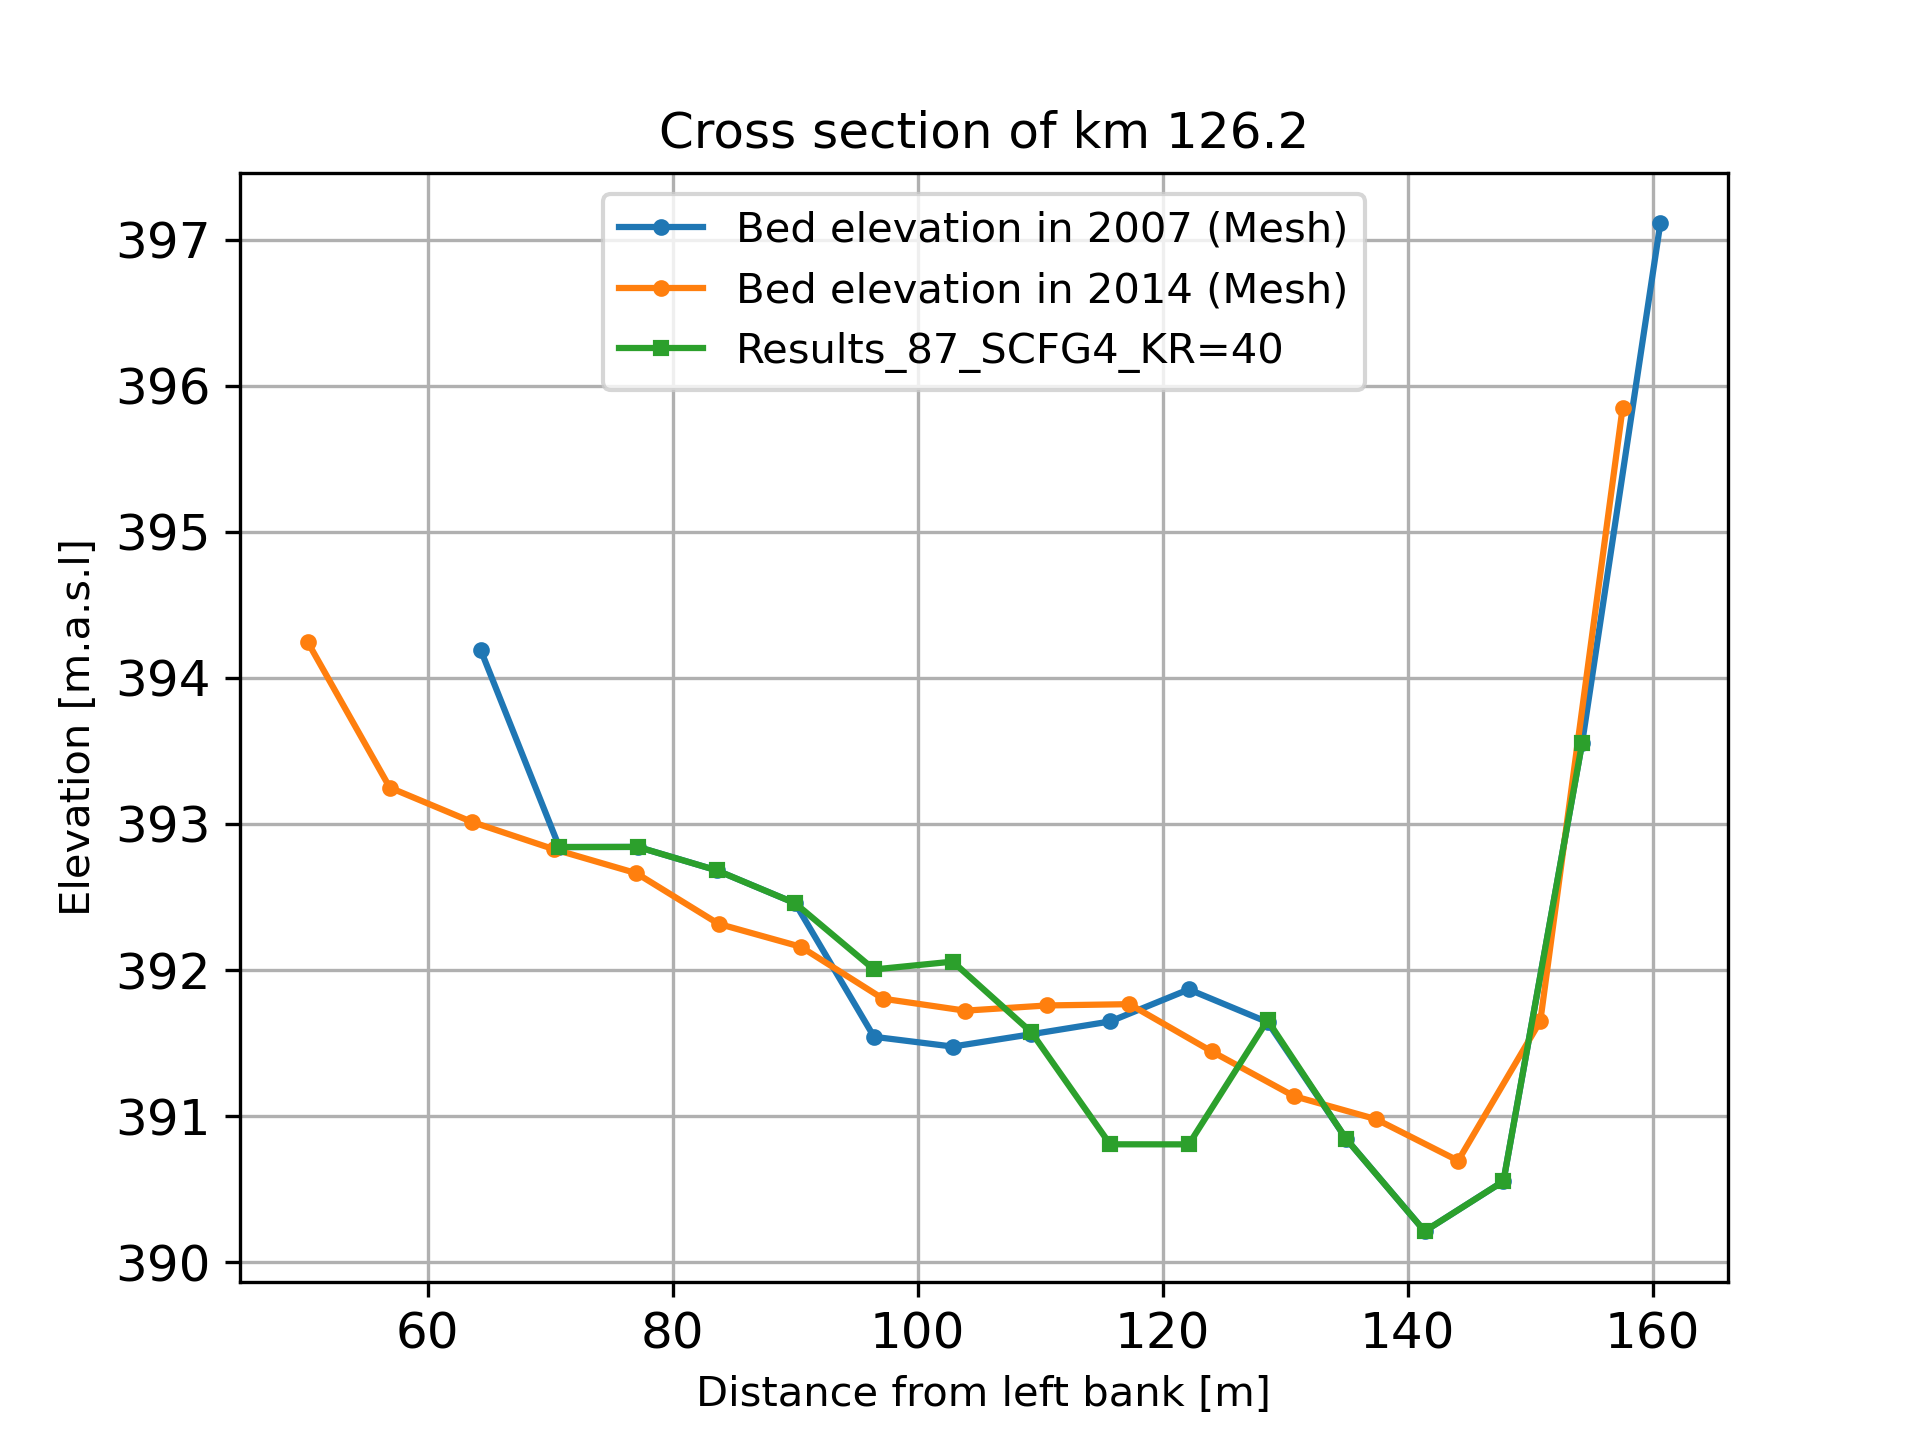 Cross section of km 126.2
Bed elevation in 2007 (Mesh)
Bed elevation in 2014 (Mesh)
Results_87_SCFG4_KR=40
397
396
395
394
393
392
391
390
Elevation [m.a.s.l]
60 80 100 120 140 160
Distance from left bank [m]